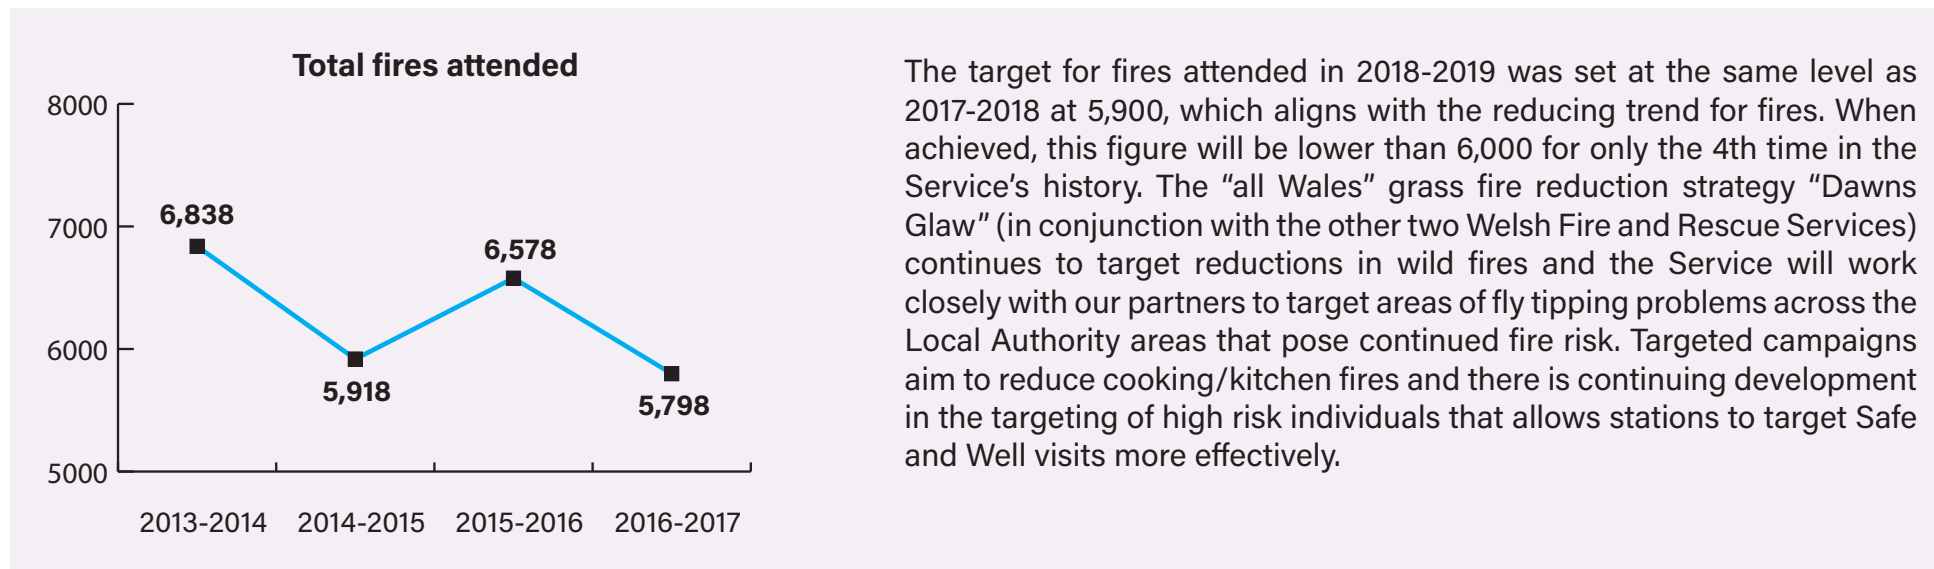 Total fires attended
8000
7000
6000
5000
6,838
5,918
6,578
5,798
2013-2014 2014-2015 2015-2016 2016-2017
The target for fires attended in 2018-2019 was set at the same level as
2017-2018 at 5,900, which aligns with the reducing trend for fires. When
achieved, this figure will be lower than 6,000 for only the 4th time in the
Service’s history. The “all Wales” grass fire reduction strategy “Dawns
Glaw” (in conjunction with the other two Welsh Fire and Rescue Services)
continues to target reductions in wild fires and the Service will work
closely with our partners to target areas of fly tipping problems across the
Local Authority areas that pose continued fire risk. Targeted campaigns
aim to reduce cooking/kitchen fires and there is continuing development
in the targeting of high risk individuals that allows stations to target Safe
and Well visits more effectively.